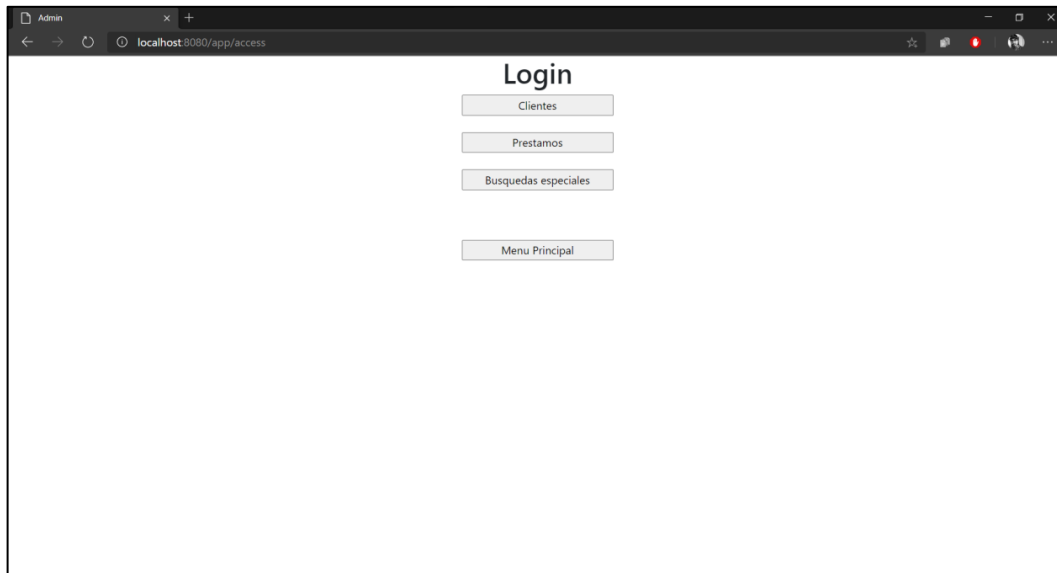 Admin
localhost:8080/app/access
Login
Clientes
Prestamos
Busquedas especiales
Menu Principal